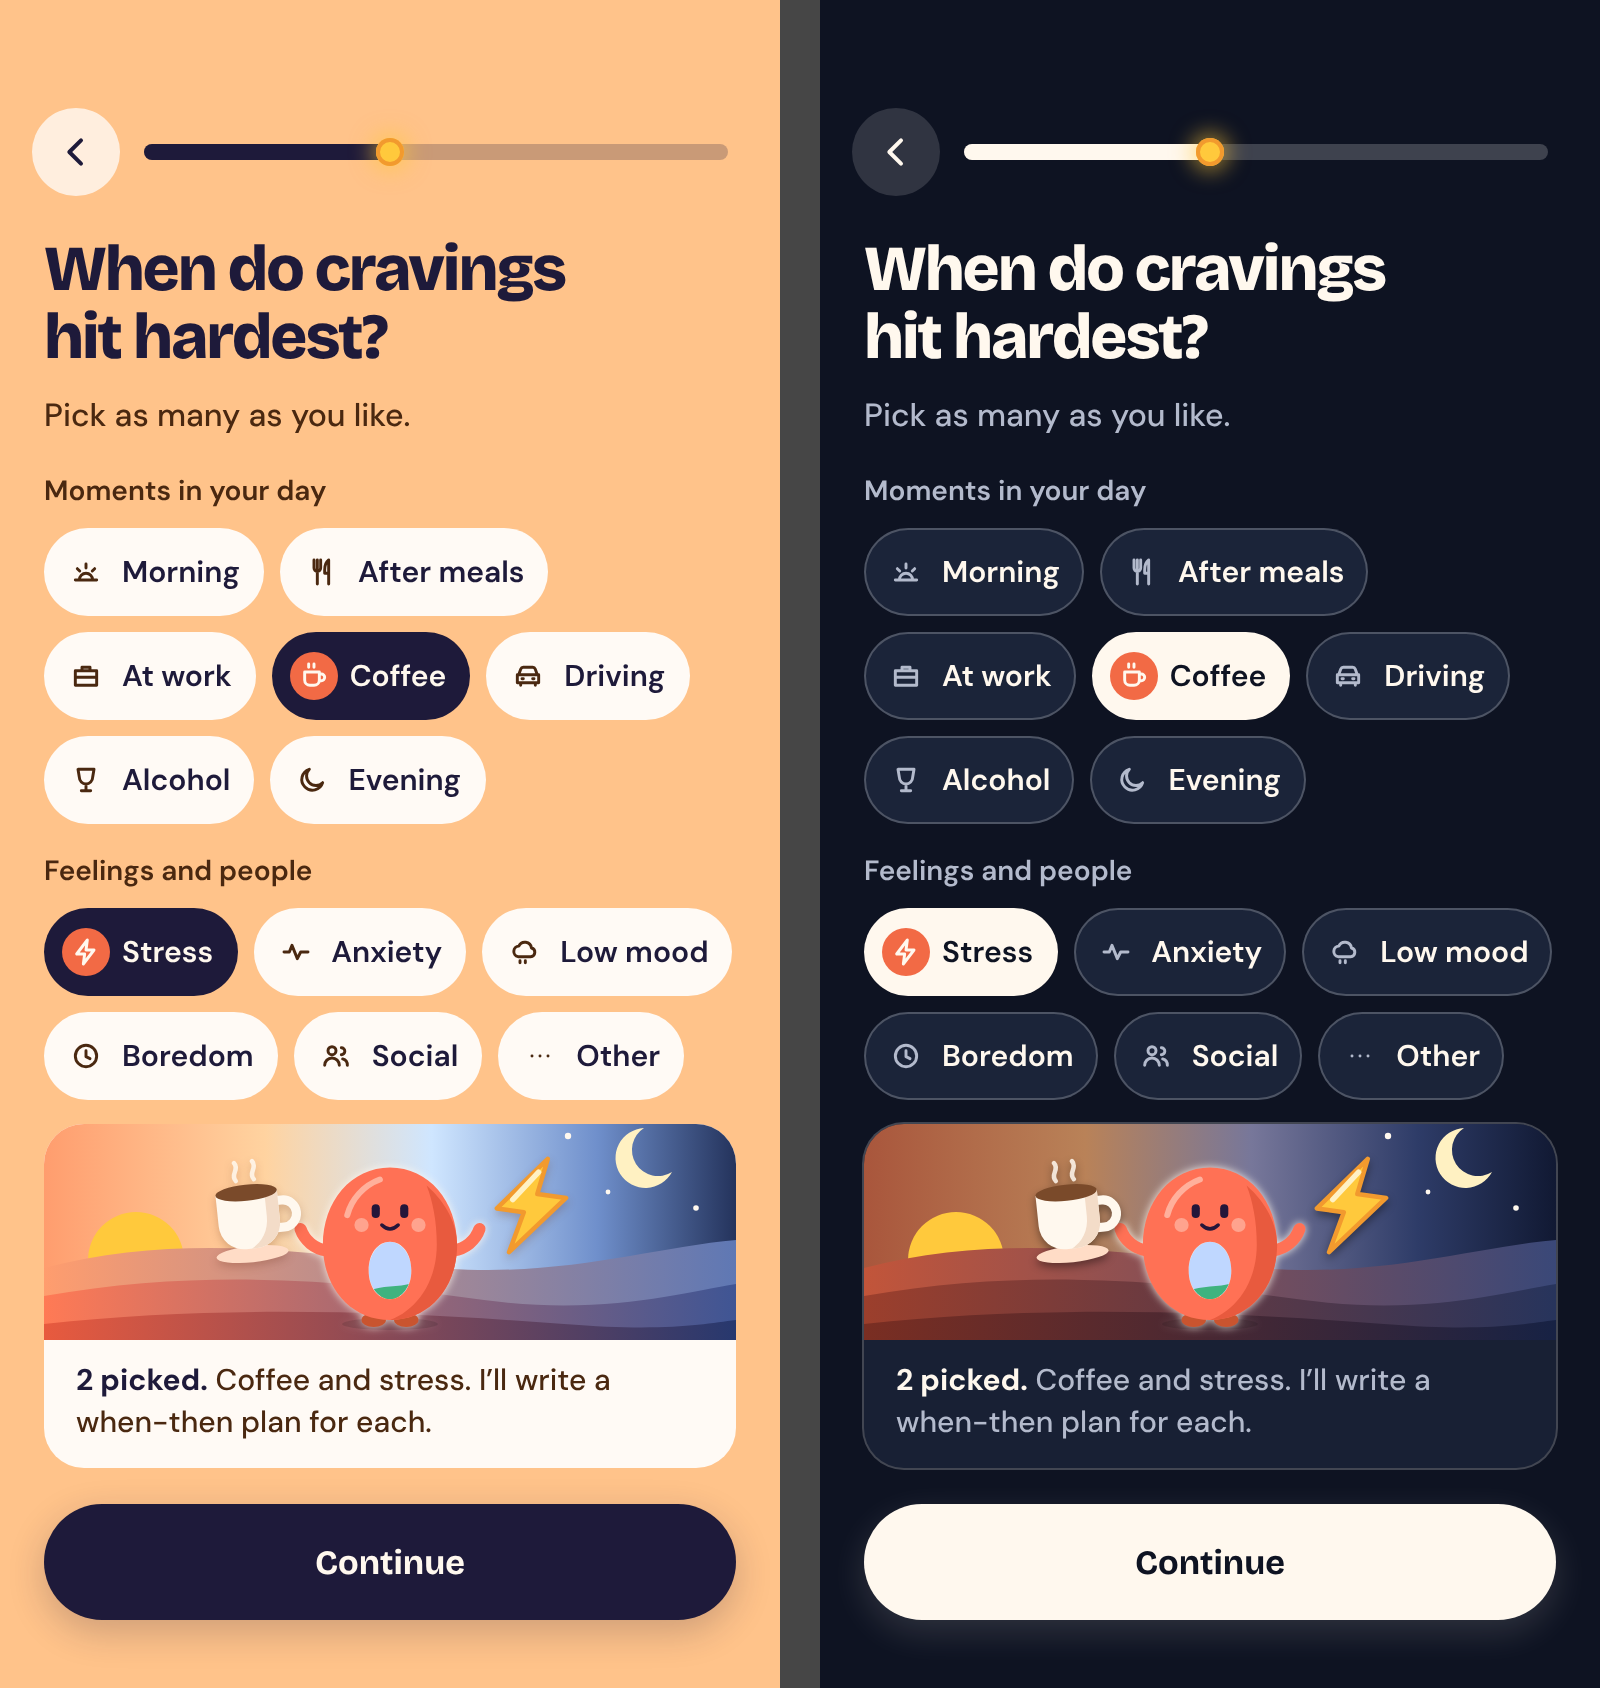 When do cravings
hit hardest?
Pick as many as you like.
Moments in your day
Morning
After meals
At work
Coffee
Driving
Alcohol
Evening
Feelings and people
Stress
Anxiety
Low mood
Boredom
Social
Other
2 picked. Coffee and stress. I’ll write a
when-then plan for each.
Continue
When do cravings
hit hardest?
Pick as many as you like.
Moments in your day
Morning
After meals
At work
Coffee
Driving
Alcohol
Evening
Feelings and people
Stress
Anxiety
Low mood
Boredom
Social
Other
2 picked. Coffee and stress. I’ll write a
when-then plan for each.
Continue